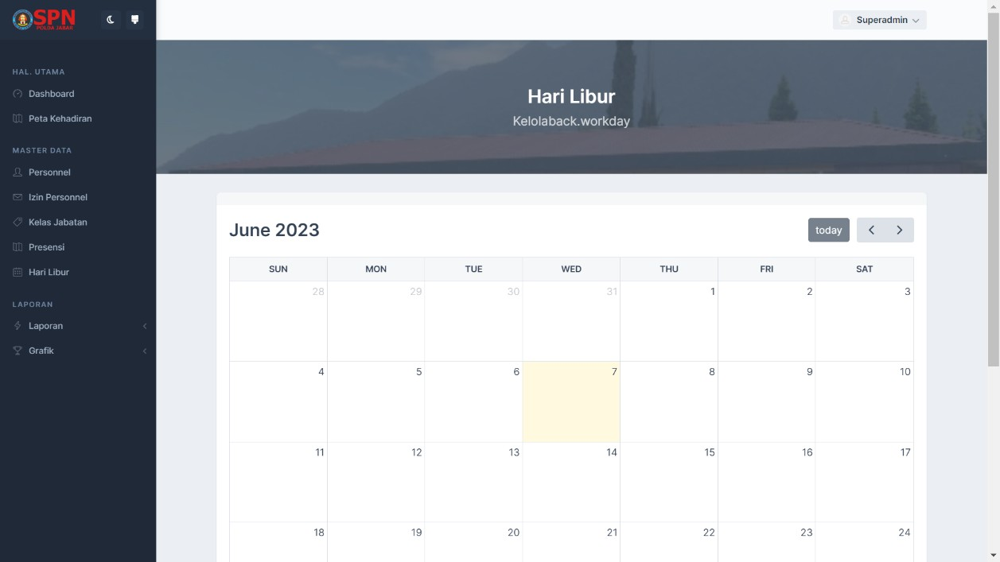 SPN
POLDA JABAR
Superadmin
HAL. UTAMA
Dashboard
Peta Kehadiran
MASTER DATA
Personnel
Izin Personnel
Kelas Jabatan
Presensi
Hari Libur
LAPORAN
Laporan
Grafik
Hari Libur
Kelolaback.workday
June 2023
today
SUN MON TUE WED THU FRI SAT
28 29 30 31 1 2 3
4 5 6 7 8 9 10
11 12 13 14 15 16 17
18 19 20 21 22 23 24